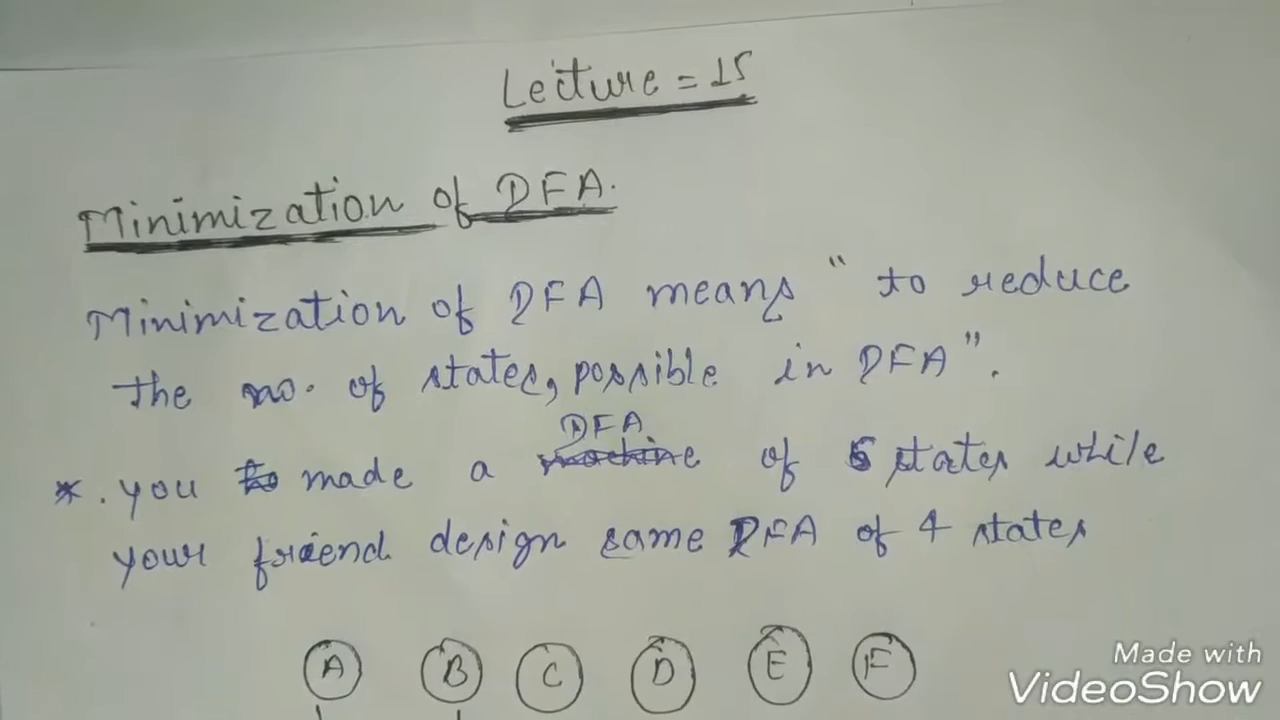 Lecture = 15
Minimization of DFA.
Minimization of DFA means " to reduce
the no. of states, possible in DFA".
DFA
*. you to made a machine of 5 states while
your friend design same DFA of 4 states
A B C D E F
Made with
VideoShow